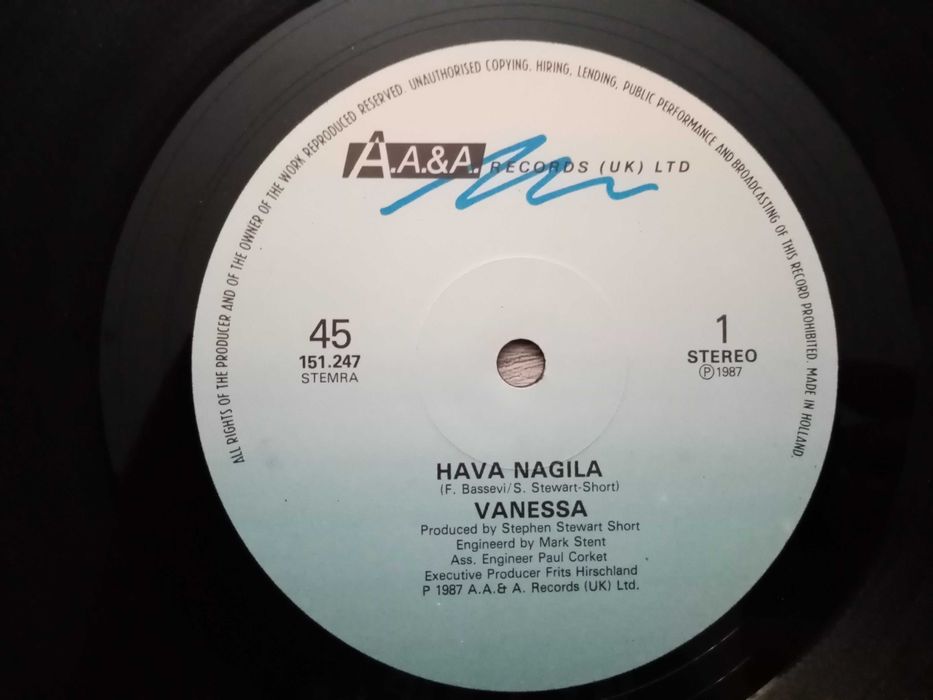 ALL RIGHTS OF THE PRODUCER AND OF THE OWNER OF THE WORK REPRODUCED RESERVED. UNAUTHORISED COPYING, HIRING, LENDING, PUBLIC PERFORMANCE AND BROADCASTING OF THIS RECORD PROHIBITED. MADE IN HOLLAND.
A.A.&A. RECORDS (UK) LTD
45
151.247
STEMRA
1
STEREO
Ⓟ1987
HAVA NAGILA
(F. Bassevi/S. Stewart-Short)
VANESSA
Produced by Stephen Stewart Short
Engineerd by Mark Stent
Ass. Engineer Paul Corket
Executive Producer Frits Hirschland
P 1987 A.A.& A. Records (UK) Ltd.